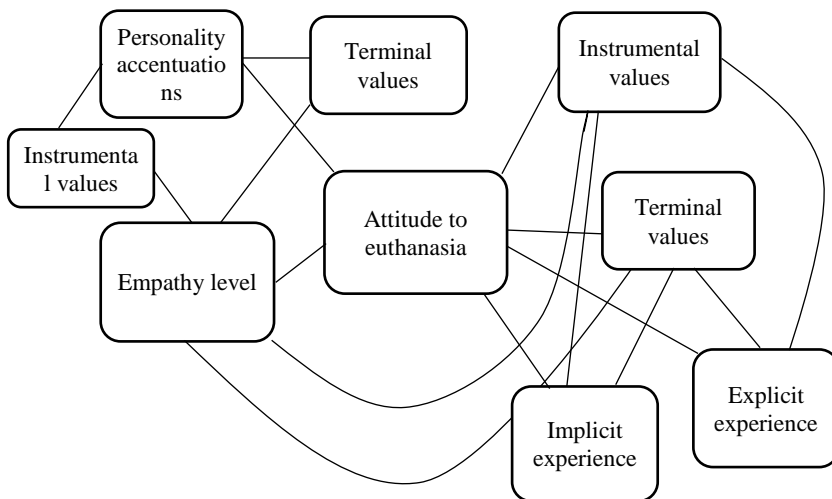 Personality
accentuatio
ns
Terminal
values
Instrumental
values
Instrumenta
l values
Attitude to
euthanasia
Terminal
values
Empathy level
Implicit
experience
Explicit
experience